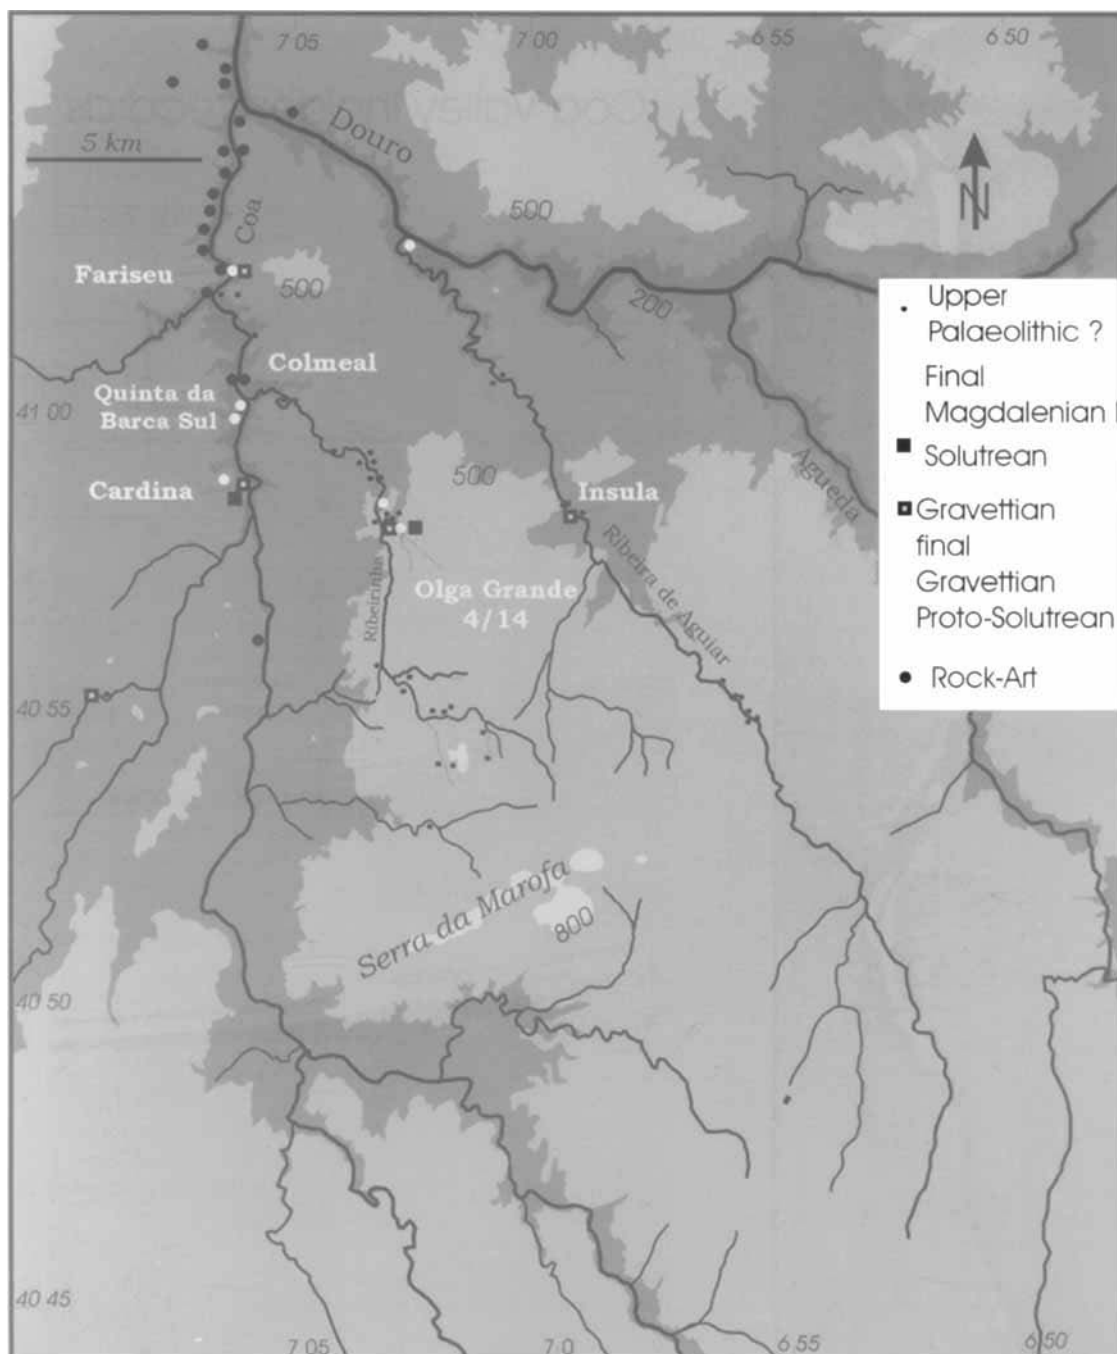 7 05
7 00
6 55
6 50
Douro
5 km
N
Coa
500
Fariseu
500
200
Upper
Palaeolithic ?
Final
Magdalenian
Solutrean
Gravettian
final
Gravettian
Proto-Solutrean
Rock-Art
Colmeal
Quinta da
Barca Sul
41 00
Agueda
500
Cardina
Insula
Ribeira de Aguiar
Ribeirinha
Olga Grande
4/14
40 55
Serra da Marofa
800
40 50
40 45
7 05
7 0
6 55
6 50